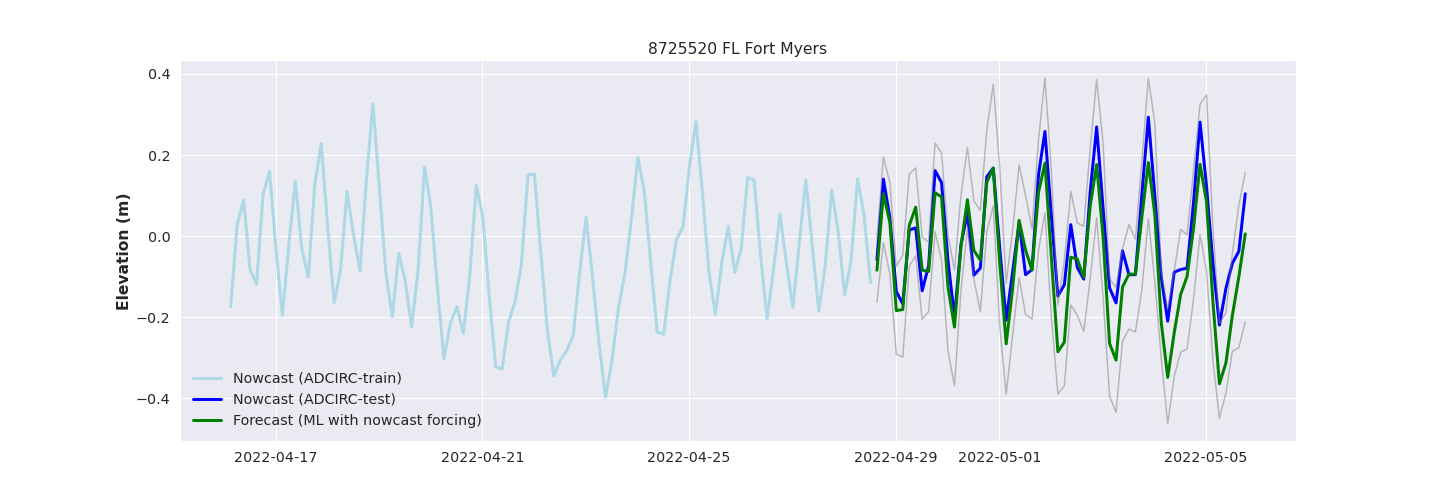 8725520 FL Fort Myers
Elevation (m)
0.4
0.2
0.0
−0.2
−0.4
Nowcast (ADCIRC-train)
Nowcast (ADCIRC-test)
Forecast (ML with nowcast forcing)
2022-04-17 2022-04-21 2022-04-25 2022-04-29 2022-05-01 2022-05-05